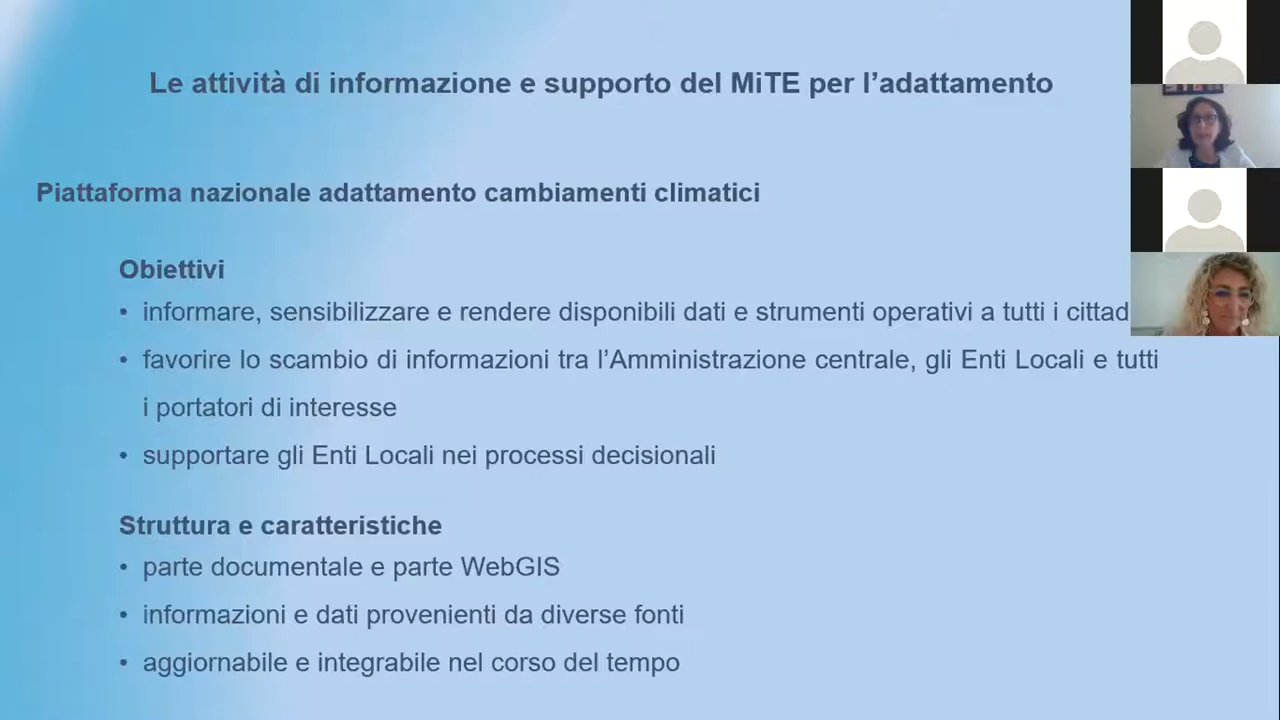 Le attività di informazione e supporto del MiTE per l’adattamento
Piattaforma nazionale adattamento cambiamenti climatici
Obiettivi
• informare, sensibilizzare e rendere disponibili dati e strumenti operativi a tutti i
• favorire lo scambio di informazioni tra l’Amministrazione centrale, gli Enti Locali e tutti
i portatori di interesse
• supportare gli Enti Locali nei processi decisionali
Struttura e caratteristiche
• parte documentale e parte WebGIS
• informazioni e dati provenienti da diverse fonti
• aggiornabile e integrabile nel corso del tempo